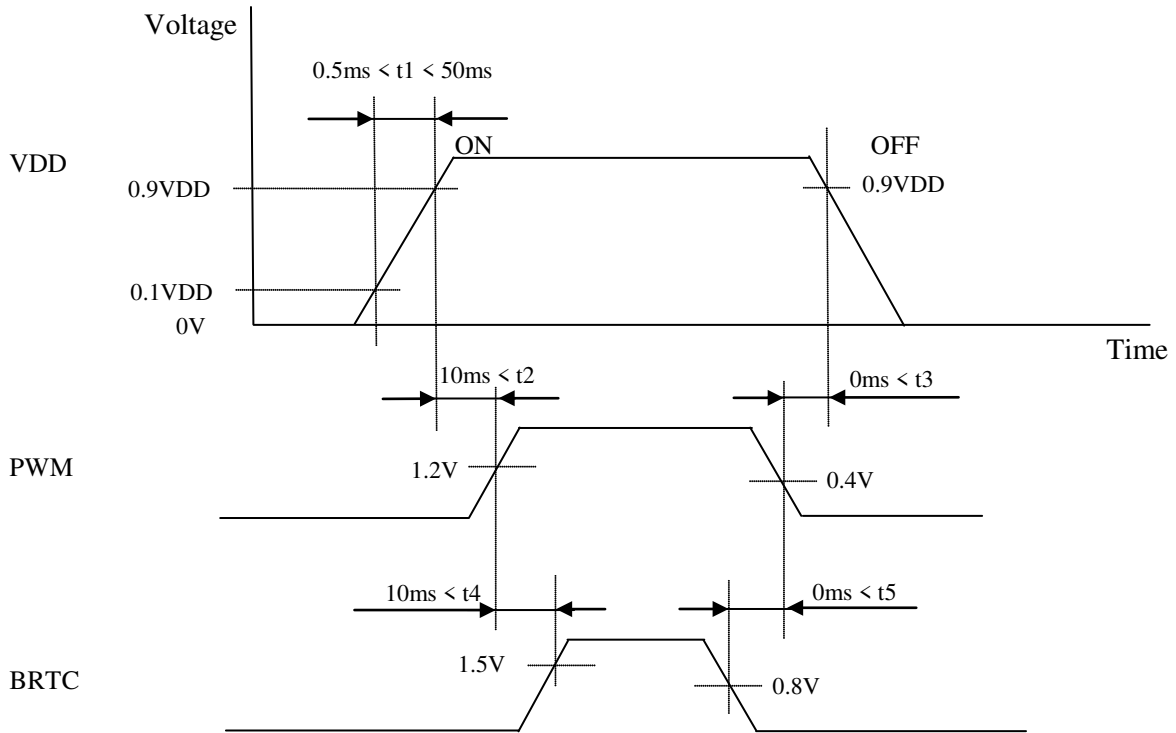 Voltage
0.5ms < t1 < 50ms
VDD
ON
OFF
0.9VDD
0.9VDD
0.1VDD
0V
Time
10ms < t2
0ms < t3
PWM
1.2V
0.4V
10ms < t4
0ms < t5
BRTC
1.5V
0.8V